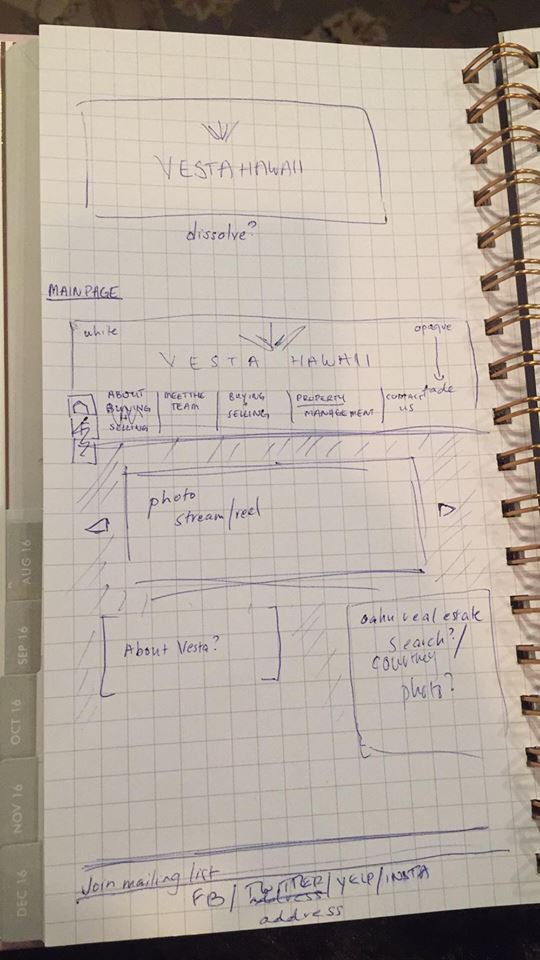 VESTA HAWAII
dissolve?
MAIN PAGE
white
opaque
VESTA HAWAII
fade
ABOUT
BUYING
SELLING
MEET THE
TEAM
BUYING
SELLING
PROPERTY
MANAGEMENT
CONTACT
US
photo
stream/reel
About Vesta?
oahu real estate
search?/
COURTNEY
photo?
Join mailing list
FB/TWITTER/YELP/INSTA
address
address
AUG 16
SEP 16
OCT 16
NOV 16
DEC 16